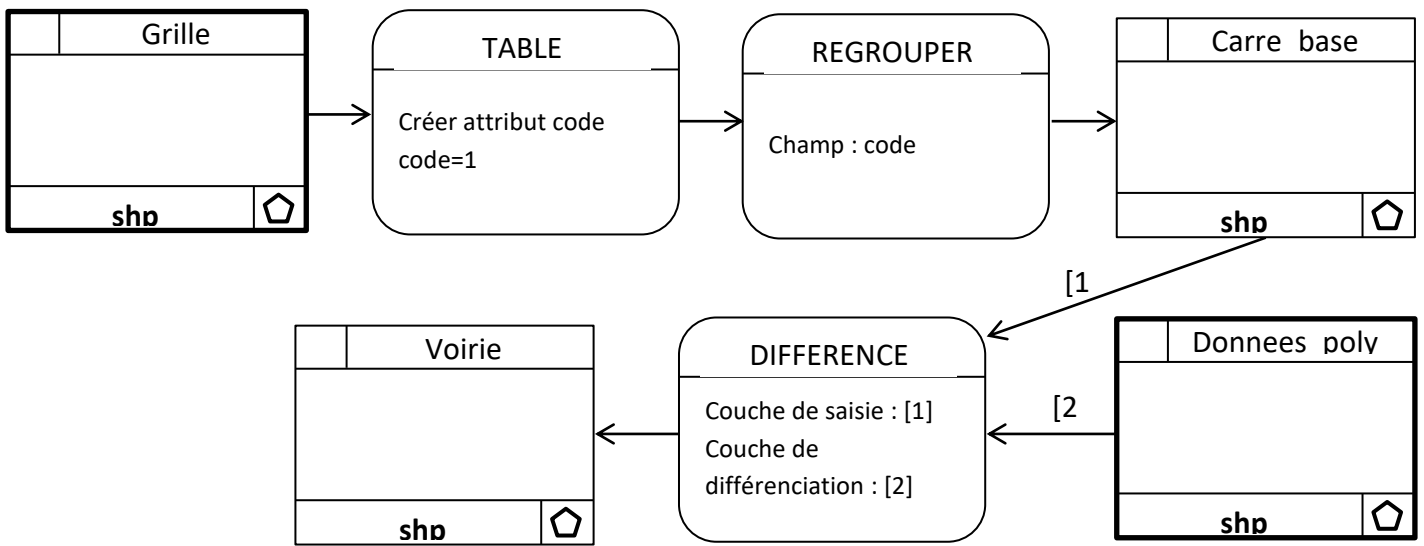 Grille
shp
TABLE
Créer attribut code
code=1
REGROUPER
Champ : code
Carre base
shp
[1
Voirie
shp
DIFFERENCE
Couche de saisie : [1]
Couche de
différenciation : [2]
[2
Donnees poly
shp